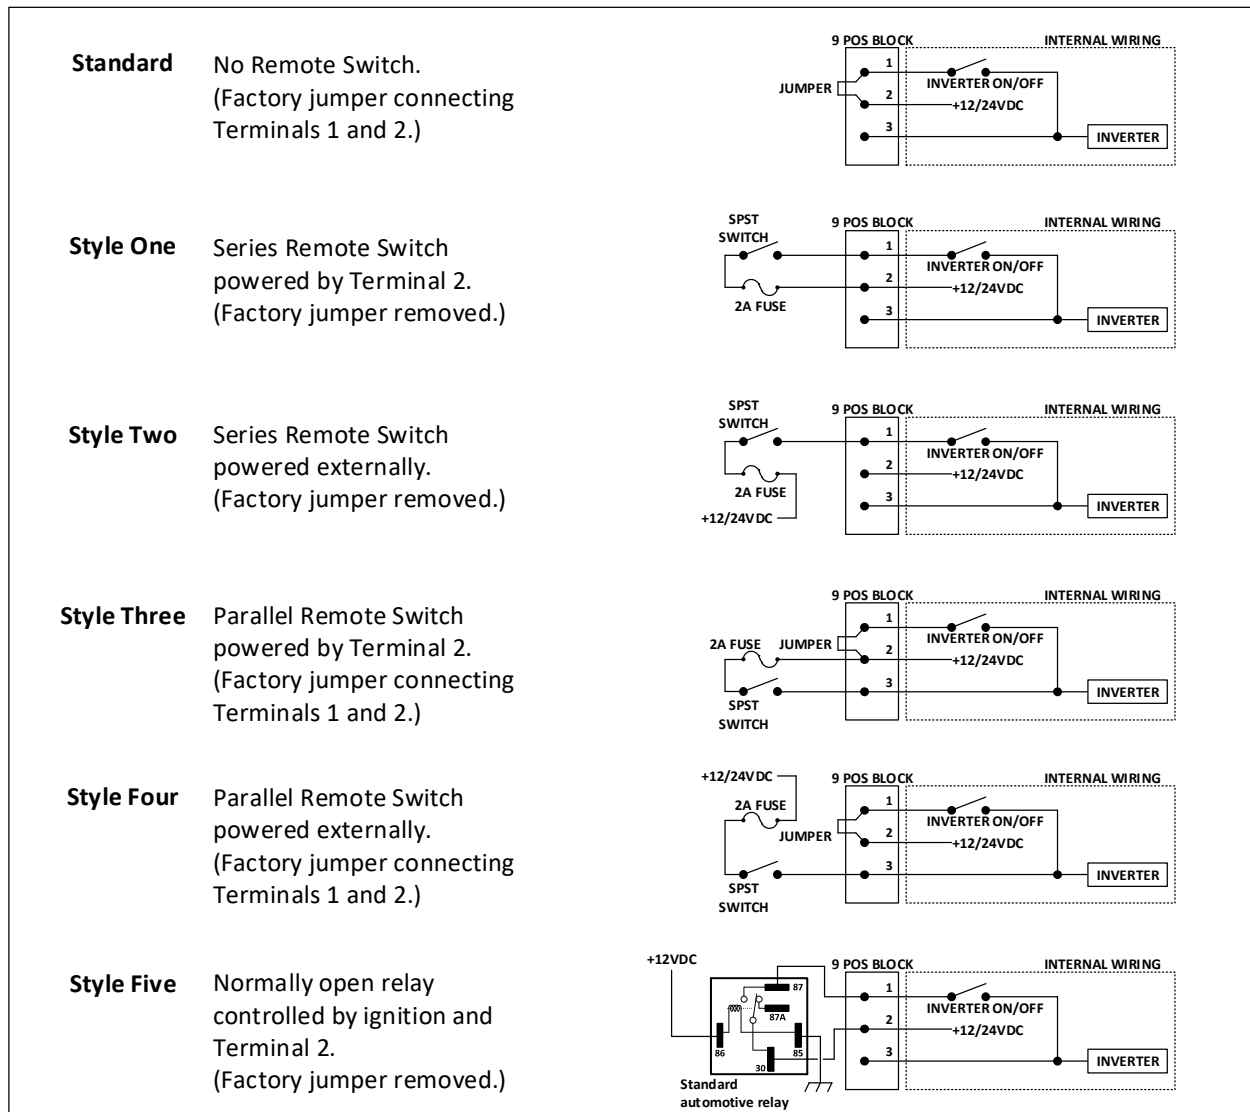 Standard
No Remote Switch.
(Factory jumper connecting
Terminals 1 and 2.)
9 POS BLOCK
INTERNAL WIRING
1
JUMPER
INVERTER ON/OFF
2
+12/24VDC
3
INVERTER
Style One
Series Remote Switch
powered by Terminal 2.
(Factory jumper removed.)
SPST
SWITCH
9 POS BLOCK
INTERNAL WIRING
1
INVERTER ON/OFF
2
+12/24VDC
2A FUSE
3
INVERTER
Style Two
Series Remote Switch
powered externally.
(Factory jumper removed.)
SPST
SWITCH
9 POS BLOCK
INTERNAL WIRING
1
INVERTER ON/OFF
2
+12/24VDC
2A FUSE
+12/24VDC
3
INVERTER
Style Three
Parallel Remote Switch
powered by Terminal 2.
(Factory jumper connecting
Terminals 1 and 2.)
9 POS BLOCK
INTERNAL WIRING
1
2A FUSE
JUMPER
INVERTER ON/OFF
2
+12/24VDC
3
SPST
SWITCH
INVERTER
Style Four
Parallel Remote Switch
powered externally.
(Factory jumper connecting
Terminals 1 and 2.)
+12/24VDC
9 POS BLOCK
INTERNAL WIRING
2A FUSE
1
INVERTER ON/OFF
JUMPER
2
+12/24VDC
3
SPST
SWITCH
INVERTER
Style Five
Normally open relay
controlled by ignition and
Terminal 2.
(Factory jumper removed.)
+12VDC
9 POS BLOCK
INTERNAL WIRING
87
1
INVERTER ON/OFF
87A
2
+12/24VDC
86
85
30
3
INVERTER
Standard
automotive relay